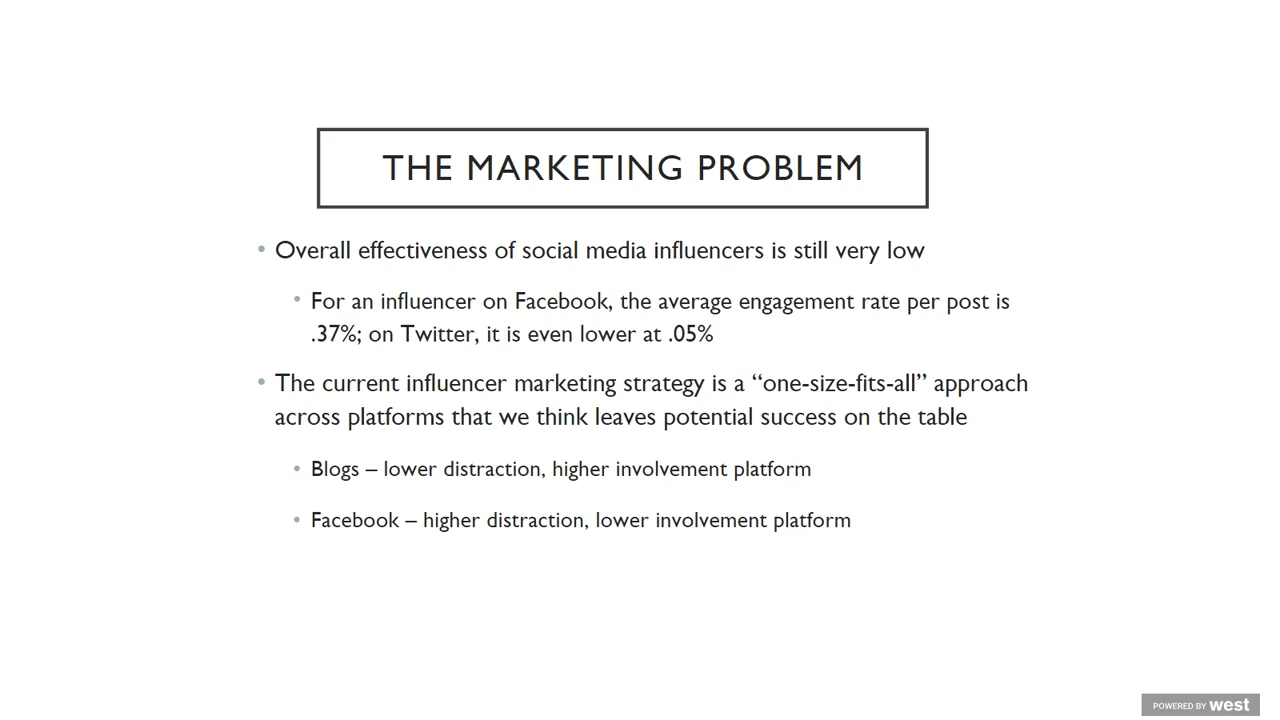 THE MARKETING PROBLEM
• Overall effectiveness of social media influencers is still very low
• For an influencer on Facebook, the average engagement rate per post is
.37%; on Twitter, it is even lower at .05%
• The current influencer marketing strategy is a “one-size-fits-all” approach
across platforms that we think leaves potential success on the table
• Blogs – lower distraction, higher involvement platform
• Facebook – higher distraction, lower involvement platform
POWERED BY west